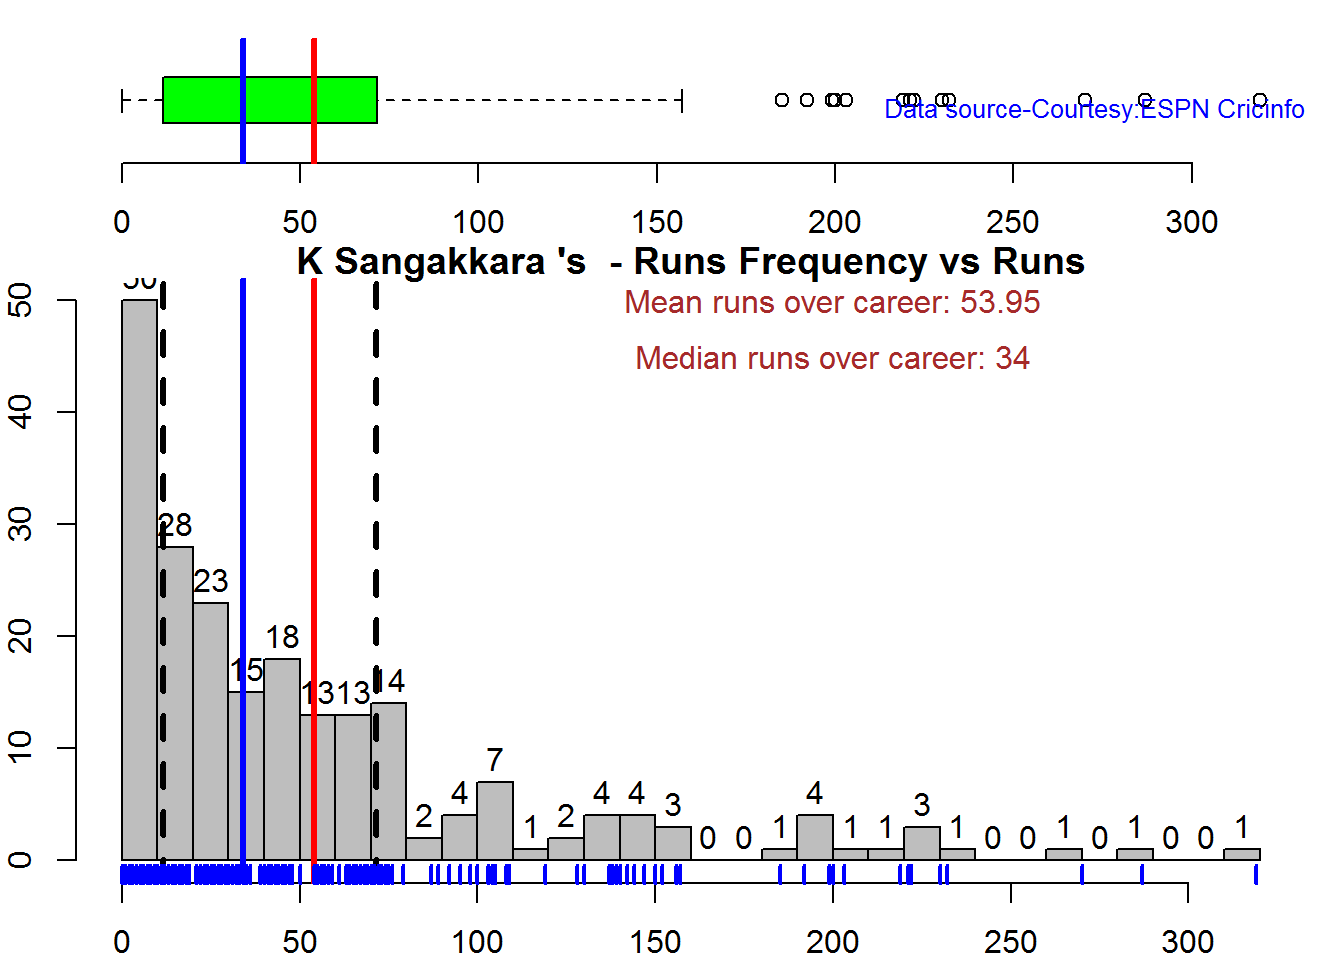 Data source-Courtesy:ESPN Cricinfo
0 50 100 150 200 250 300
K Sangakkara 's  - Runs Frequency vs Runs
Mean runs over career: 53.95
Median runs over career: 34
50 28 23 15 18 13 13 14 2 4 7 1 2 4 4 3 0 0 1 4 1 1 3 1 0 0 1 0 1 0 0 1
50
40
30
20
10
0
0 50 100 150 200 250 300